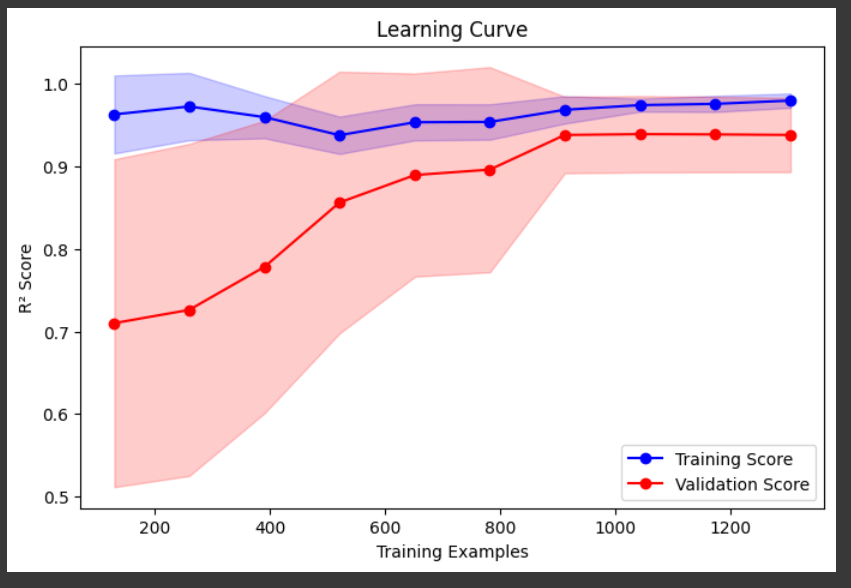 Learning Curve
1.0
0.9
0.8
0.7
0.6
0.5
R² Score
200 400 600 800 1000 1200
Training Examples
Training Score
Validation Score